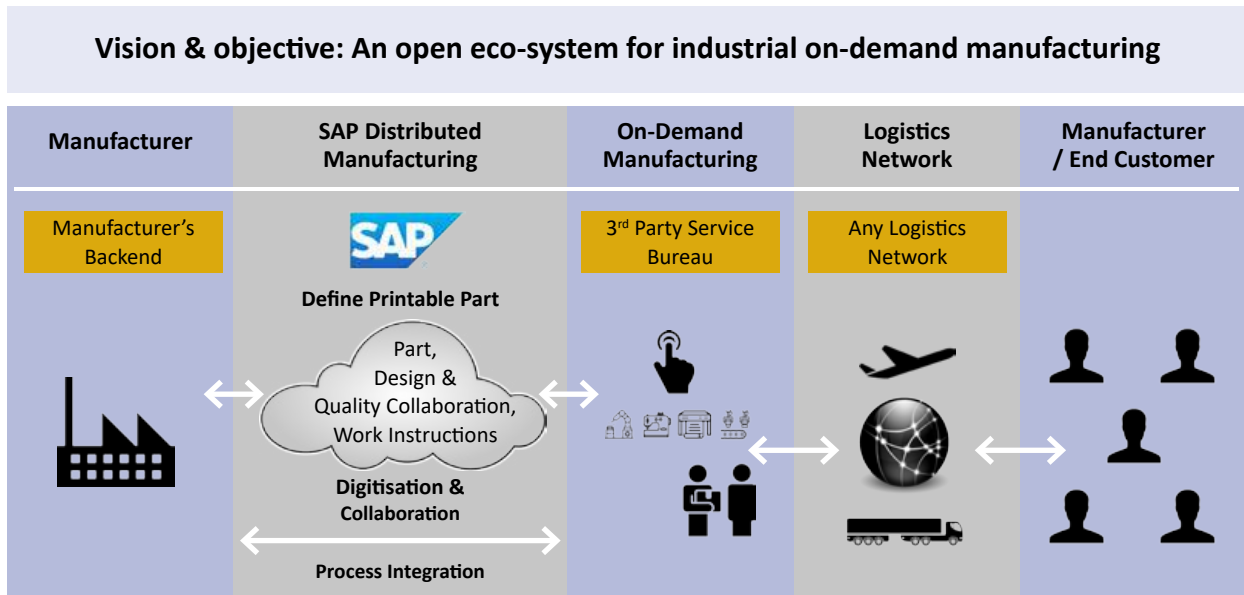 Vision & objective: An open eco-system for industrial on-demand manufacturing
Manufacturer
SAP Distributed
Manufacturing
On-Demand
Manufacturing
Logistics
Network
Manufacturer
/ End Customer
Manufacturer’s
Backend
SAP
Define Printable Part
Part,
Design &
Quality Collaboration,
Work Instructions
Digitisation &
Collaboration
Process Integration
3rd Party Service
Bureau
Any Logistics
Network